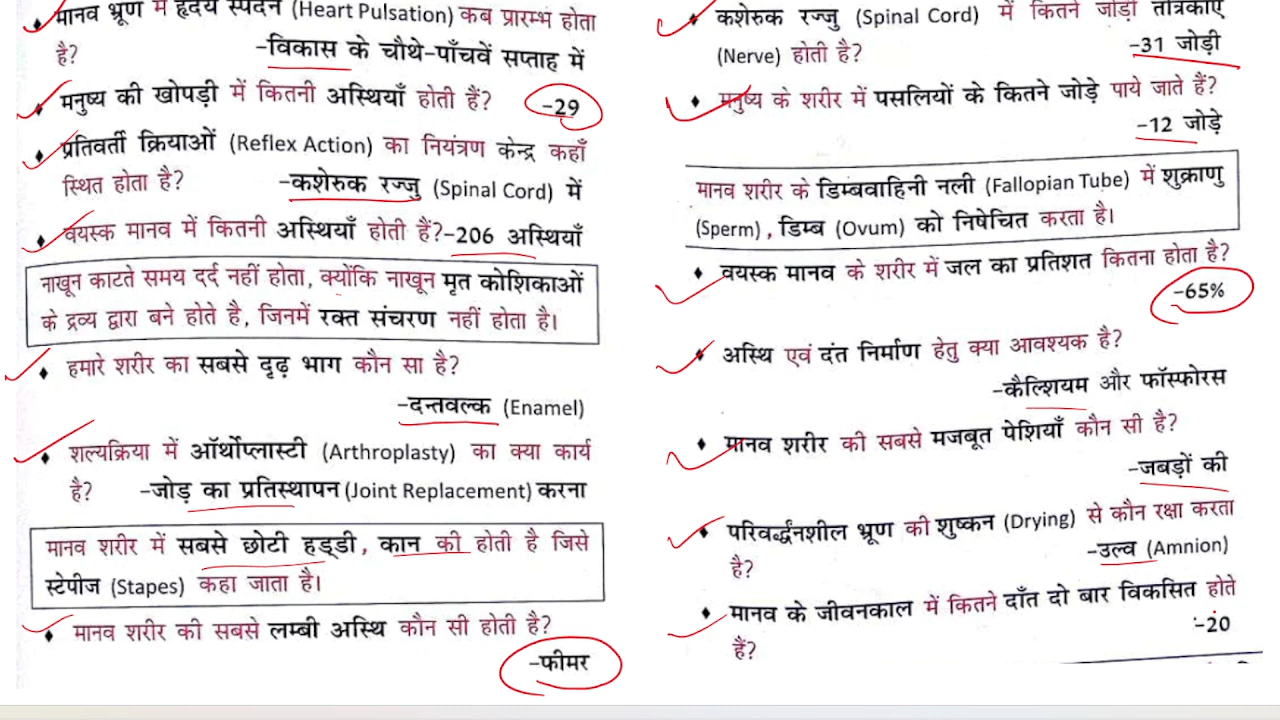 मानव भ्रूण में हृदय स्पंदन (Heart Pulsation) कब प्रारम्भ होता
है? -विकास के चौथे-पाँचवें सप्ताह में
मनुष्य की खोपड़ी में कितनी अस्थियाँ होती हैं? -29
प्रतिवर्ती क्रियाओं (Reflex Action) का नियंत्रण केन्द्र कहाँ
स्थित होता है? -कशेरुक रज्जु (Spinal Cord) में
वयस्क मानव में कितनी अस्थियाँ होती हैं?-206 अस्थियाँ
नाखून काटते समय दर्द नहीं होता, क्योंकि नाखून मृत कोशिकाओं
के द्रव्य द्वारा बने होते है, जिनमें रक्त संचरण नहीं होता है।
हमारे शरीर का सबसे दृढ़ भाग कौन सा है?
-दन्तवल्क (Enamel)
शल्यक्रिया में ऑर्थोप्लास्टी (Arthroplasty) का क्या कार्य
है? -जोड़ का प्रतिस्थापन (Joint Replacement) करना
मानव शरीर में सबसे छोटी हड्डी, कान की होती है जिसे
स्टेपीज (Stapes) कहा जाता है।
मानव शरीर की सबसे लम्बी अस्थि कौन सी होती है?
-फीमर
कशेरुक रज्जु (Spinal Cord) में कितने जोड़ी तंत्रिकाएँ
(Nerve) होती है? -31 जोड़ी
मनुष्य के शरीर में पसलियों के कितने जोड़े पाये जाते हैं?
-12 जोड़े
मानव शरीर के डिम्बवाहिनी नली (Fallopian Tube) में शुक्राणु
(Sperm) , डिम्ब (Ovum) को निषेचित करता है।
वयस्क मानव के शरीर में जल का प्रतिशत कितना होता है?
-65%
अस्थि एवं दंत निर्माण हेतु क्या आवश्यक है?
-कैल्शियम और फॉस्फोरस
मानव शरीर की सबसे मजबूत पेशियाँ कौन सी है?
-जबड़ों की
परिवर्द्धनशील भ्रूण की शुष्कन (Drying) से कौन रक्षा करता
है? -उल्व (Amnion)
मानव के जीवनकाल में कितने दाँत दो बार विकसित होते
हैं? -20